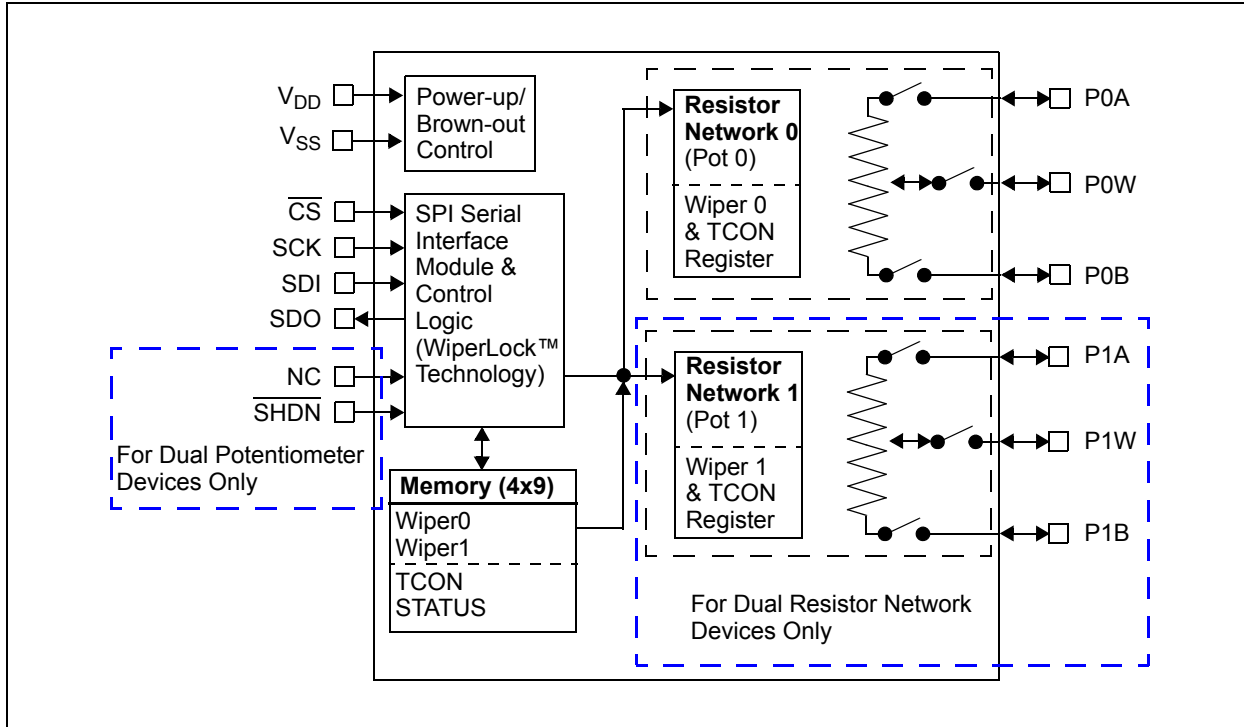 VDD
VSS
Power-up/
Brown-out
Control
CS
SCK
SDI
SDO
NC
SHDN
For Dual Potentiometer
Devices Only
SPI Serial
Interface
Module &
Control
Logic
(WiperLock™
Technology)
Memory (4x9)
Wiper0
Wiper1
TCON
STATUS
Resistor
Network 0
(Pot 0)
Wiper 0
& TCON
Register
P0A
P0W
P0B
Resistor
Network 1
(Pot 1)
Wiper 1
& TCON
Register
P1A
P1W
P1B
For Dual Resistor Network
Devices Only